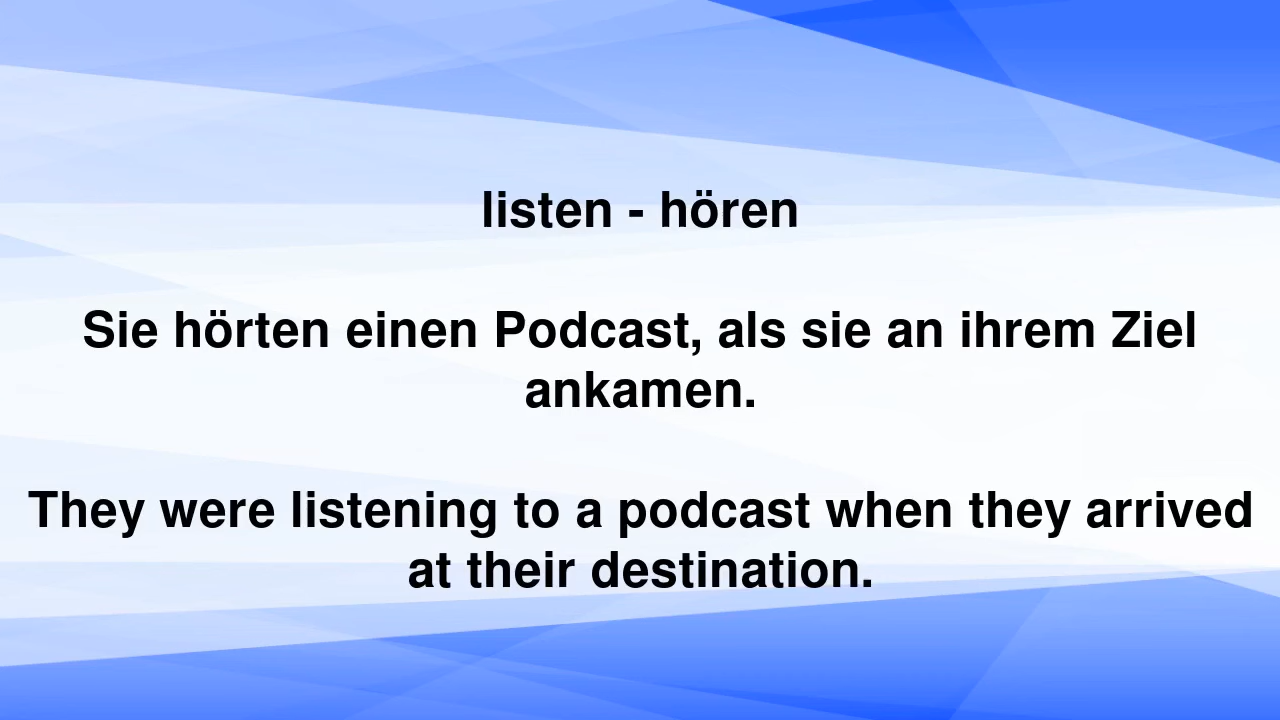 listen - hören
Sie hörten einen Podcast, als sie an ihrem Ziel
ankamen.
They were listening to a podcast when they arrived
at their destination.